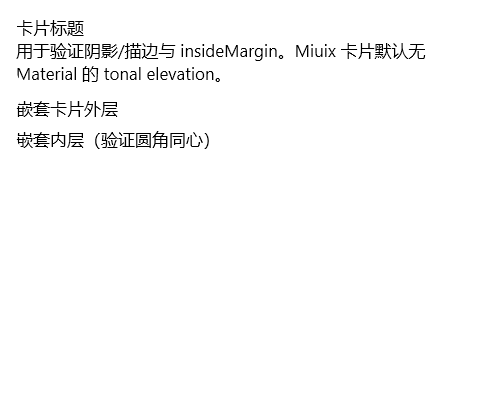 卡片标题
用于验证阴影/描边与 insideMargin。Miuix 卡片默认无
Material 的 tonal elevation。
嵌套卡片外层
嵌套内层（验证圆角同心）